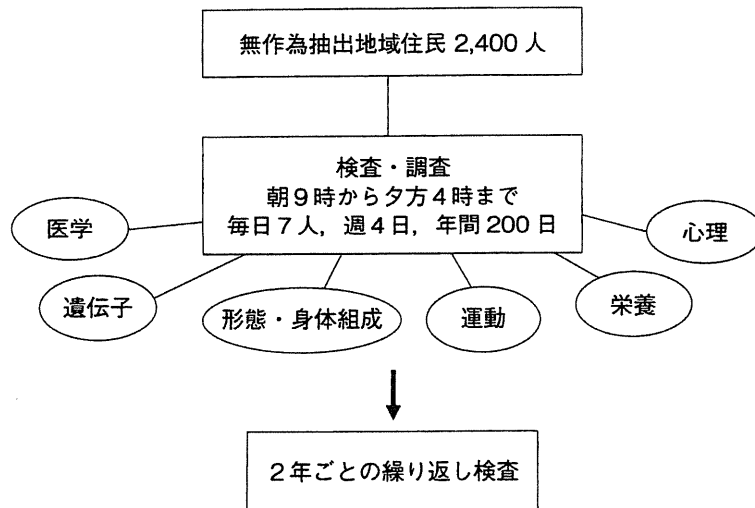 無作為抽出地域住民 2,400 人
検査・調査
朝９時から夕方４時まで
毎日７人，週４日，年間 200 日
医学
心理
遺伝子
形態・身体組成
運動
栄養
２年ごとの繰り返し検査